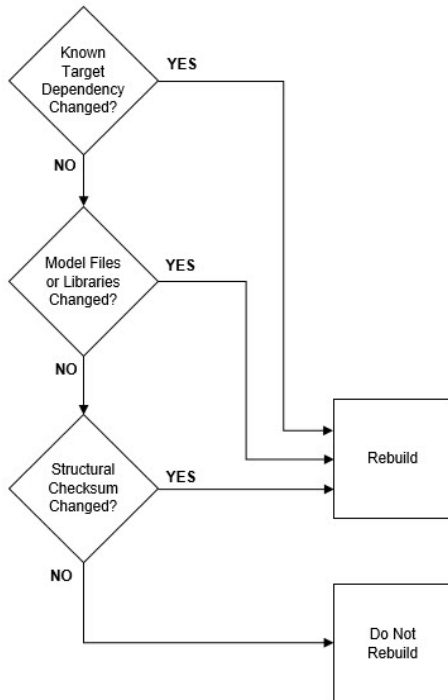 Known
Target
Dependency
Changed?
YES
NO
Model Files
or Libraries
Changed?
YES
NO
Structural
Checksum
Changed?
YES
NO
Rebuild
Do Not
Rebuild